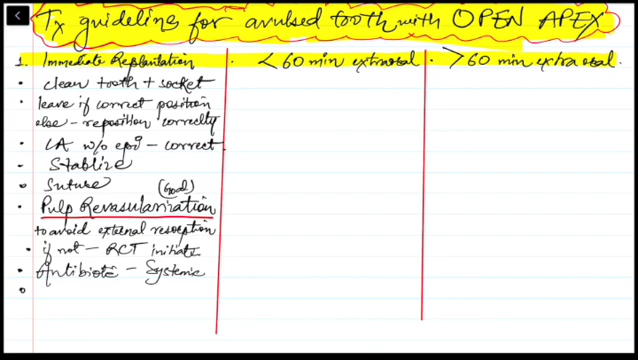 Tx guideline for avulsed tooth with OPEN APEX
1. Immediate Replantation
• < 60 min extraoral
• > 60 min extraoral.
• clean tooth + socket
• leave if correct position
else - reposition correctly
• LA w/o epi - correct
- Stablize
• Suture
(Goal)
• Pulp Revasularization
to avoid external resorption
• if not - RCT initiate
• Antibiotic - Systemic
•